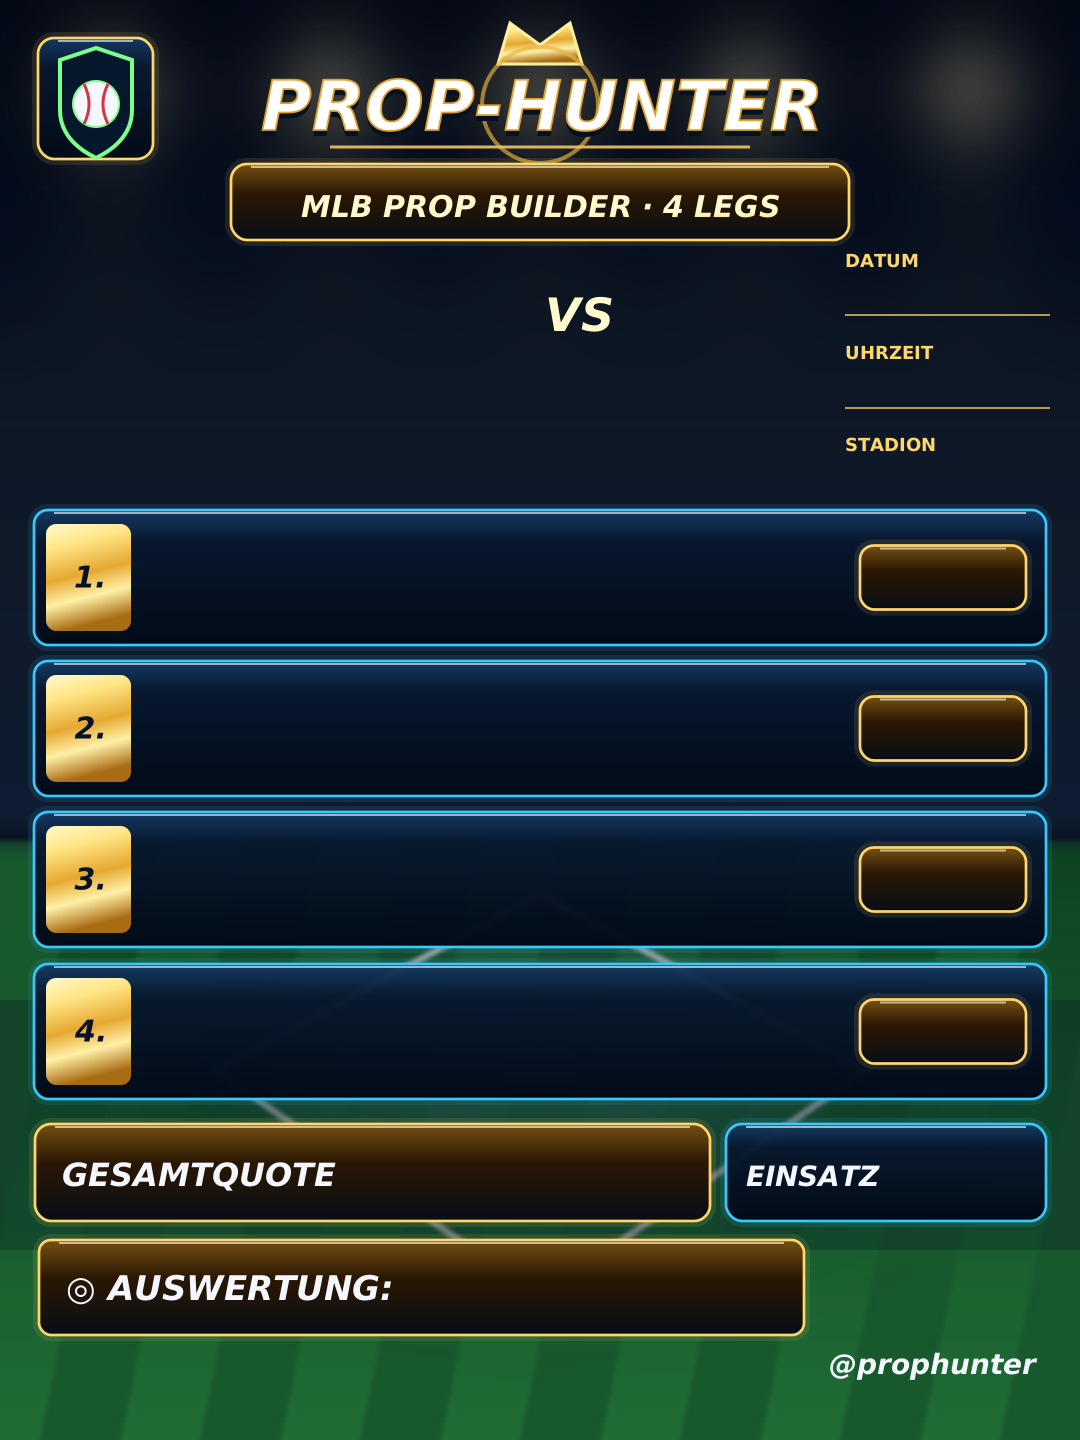 PROP-HUNTER
MLB PROP BUILDER · 4 LEGS
DATUM
VS
UHRZEIT
STADION
1.
2.
3.
4.
GESAMTQUOTE
EINSATZ
◎ AUSWERTUNG:
@prophunter